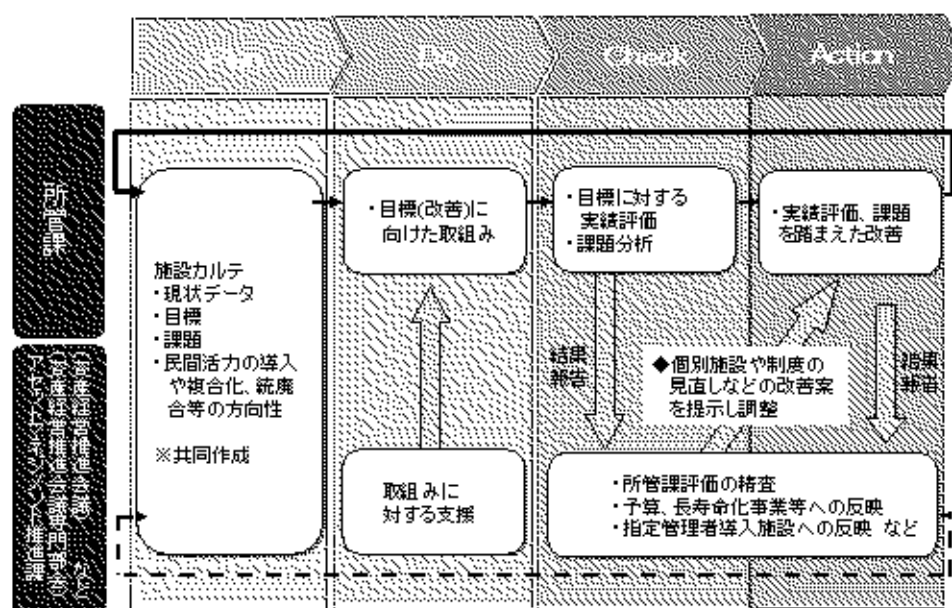 Plan
Do
Check
Action
所管課
施設カルテ
・現状データ
・目標
・課題
・民間活力の導入
や複合化、統廃
合等の方向性
※共同作成
・目標(改善)に
向けた取組み
・目標に対する
実績評価
・課題分析
・実績評価、課題
を踏まえた改善
結果
報告
◆個別施設や制度の
見直しなどの改善案
を提示し調整
結果
報告
取組みに
対する支援
・所管課評価の精査
・予算、長寿命化事業等への反映
・指定管理者導入施設への反映 など